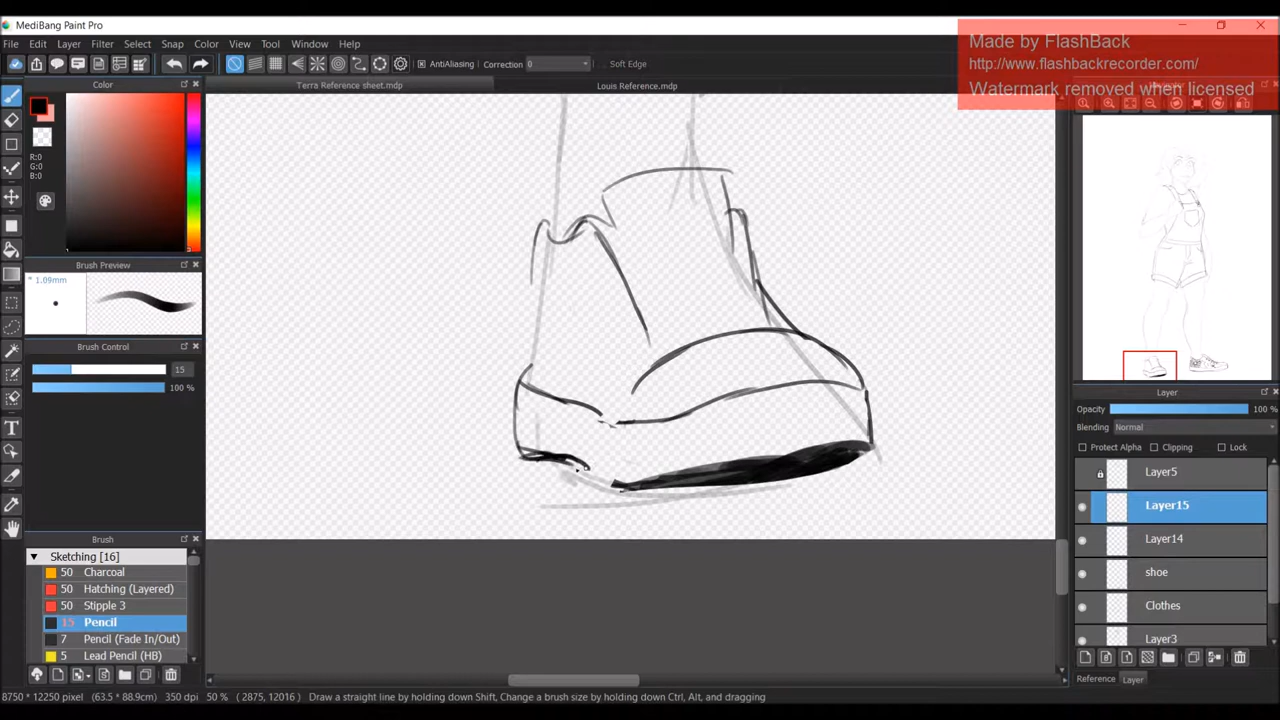 MediBang Paint Pro
Made by FlashBack
http://www.flashbackrecorder.com/
Watermark removed when licensed
File Edit Layer Filter Select Snap Color View Tool Window Help
AntiAliasing Correction 0 Soft Edge
Color
Terra Reference sheet.mdp
Louis Reference.mdp
R:0
G:0
B:0
Brush Preview
* 1.09mm
Brush Control
15
100 %
Brush
Sketching [16]
50 Charcoal
50 Hatching (Layered)
50 Stipple 3
15 Pencil
7 Pencil (Fade In/Out)
5 Lead Pencil (HB)
Layer
Opacity 100 %
Blending Normal
Protect Alpha Clipping Lock
Layer5
Layer15
Layer14
shoe
Clothes
Layer3
Reference Layer
8750 * 12250 pixel (63.5 * 88.9cm) 350 dpi 50 % (2875, 12016) Draw a straight line by holding down Shift, Change a brush size by holding down Ctrl, Alt, and dragging